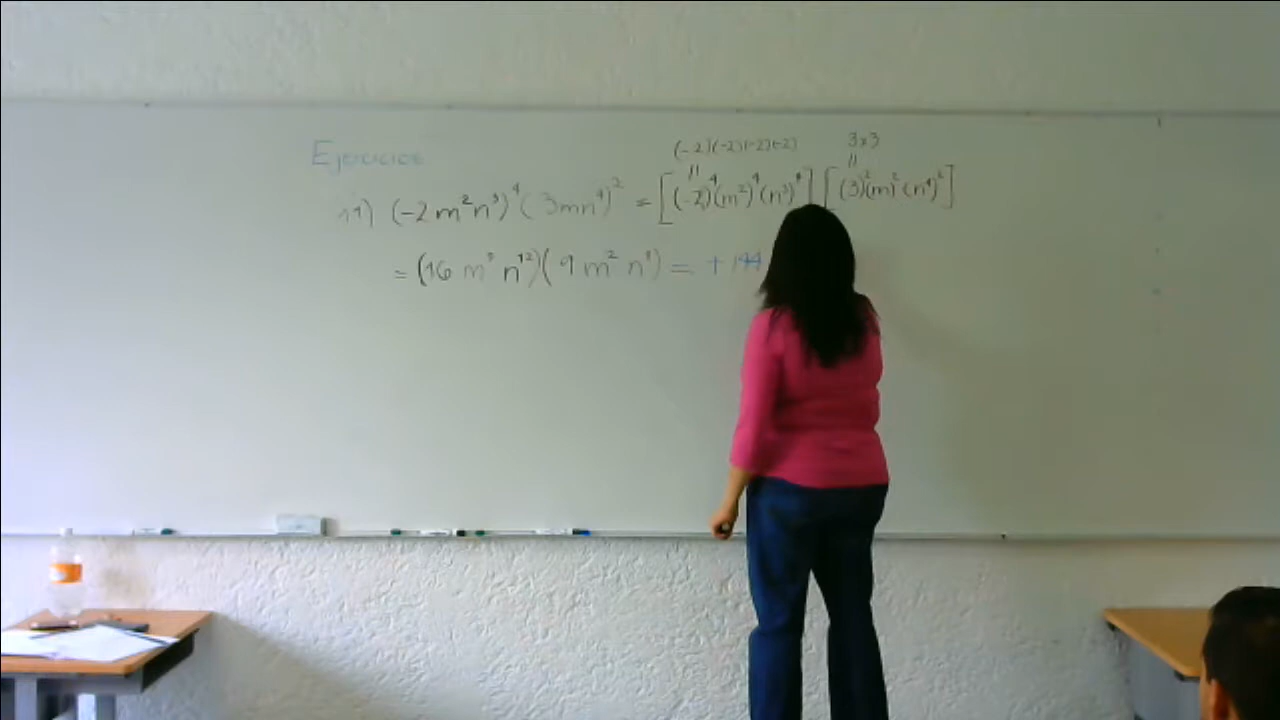 Ejercicios
(-2)(-2)(-2)(-2) 3x3
11) (-2m²n³)⁴(3mn⁴)² = [(-2)⁴(m²)⁴(n³)⁴][(3)²(m)²(n⁴)²]
= (16 m⁸ n¹²)(9 m² n⁸) = +144